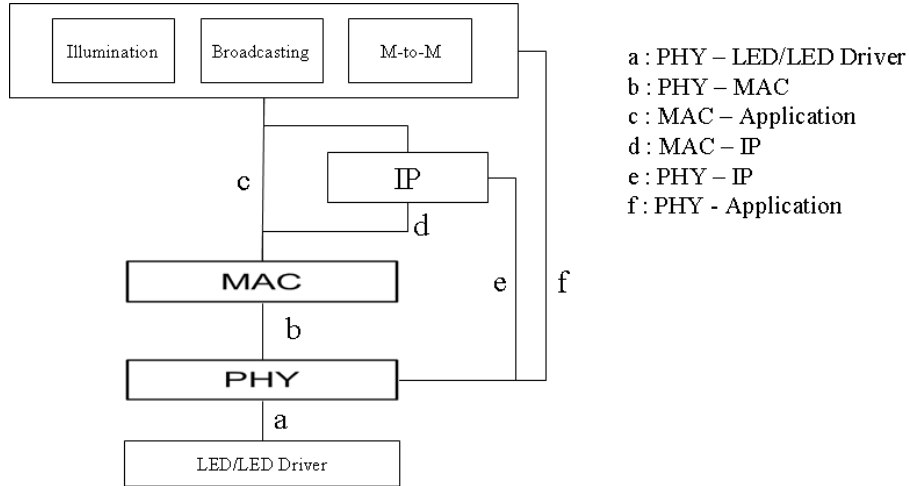 Illumination
Broadcasting
M-to-M
a : PHY – LED/LED Driver
b : PHY – MAC
c : MAC – Application
d : MAC – IP
e : PHY – IP
f : PHY - Application
c
IP
d
MAC
e
f
b
PHY
a
LED/LED Driver